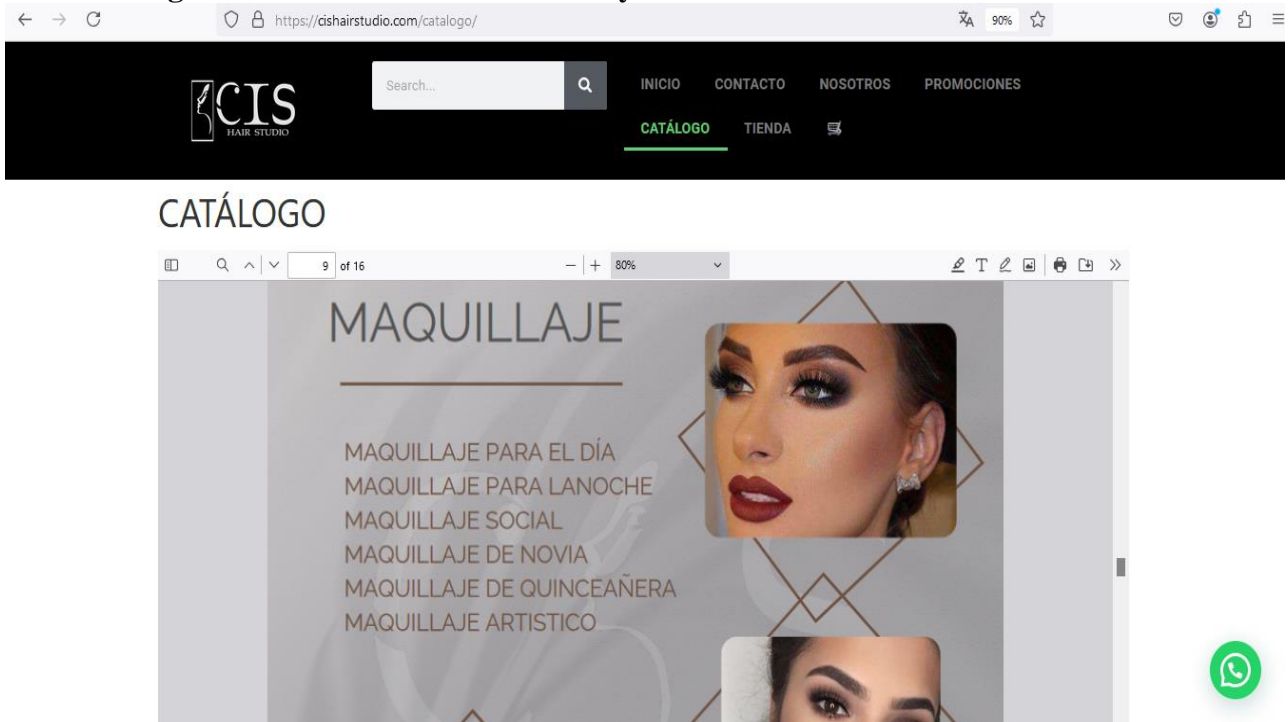 https://cishairstudio.com/catalogo/
90%
CIS
HAIR STUDIO
Search...
INICIO CONTACTO NOSOTROS PROMOCIONES
CATÁLOGO TIENDA
CATÁLOGO
9 of 16
80%
MAQUILLAJE
MAQUILLAJE PARA EL DÍA
MAQUILLAJE PARA LANOCHE
MAQUILLAJE SOCIAL
MAQUILLAJE DE NOVIA
MAQUILLAJE DE QUINCEAÑERA
MAQUILLAJE ARTISTICO